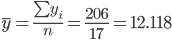 ȳ = ∑yᵢ/n = 206/17 = 12.118